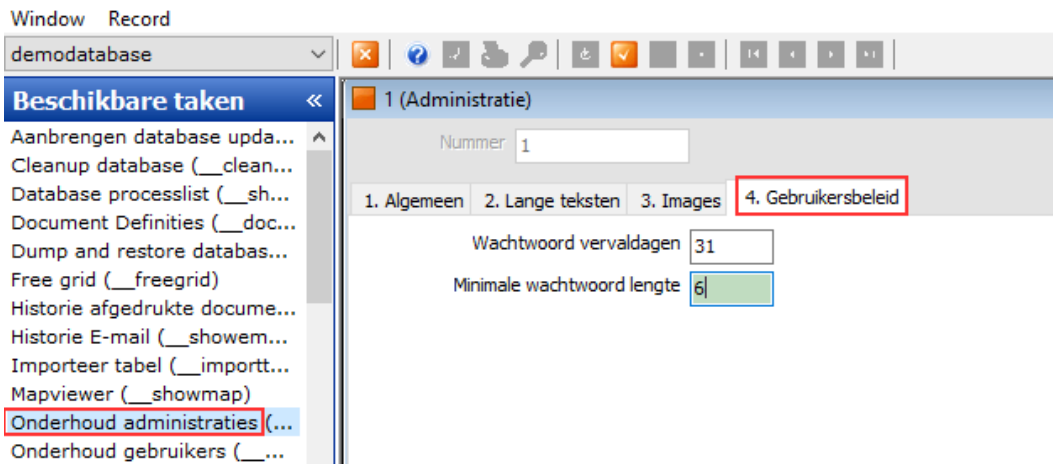 Window Record
demodatabase
Beschikbare taken «
Aanbrengen database upda...
Cleanup database (__clean...
Database processlist (__sh...
Document Definities (__doc...
Dump and restore databas...
Free grid (__freegrid)
Historie afgedrukte docume...
Historie E-mail (__showem...
Importeer tabel (__importt...
Mapviewer (__showmap)
Onderhoud administraties (...
Onderhoud gebruikers (__...
1 (Administratie)
Nummer 1
1. Algemeen 2. Lange teksten 3. Images 4. Gebruikersbeleid
Wachtwoord vervaldagen 31
Minimale wachtwoord lengte 6